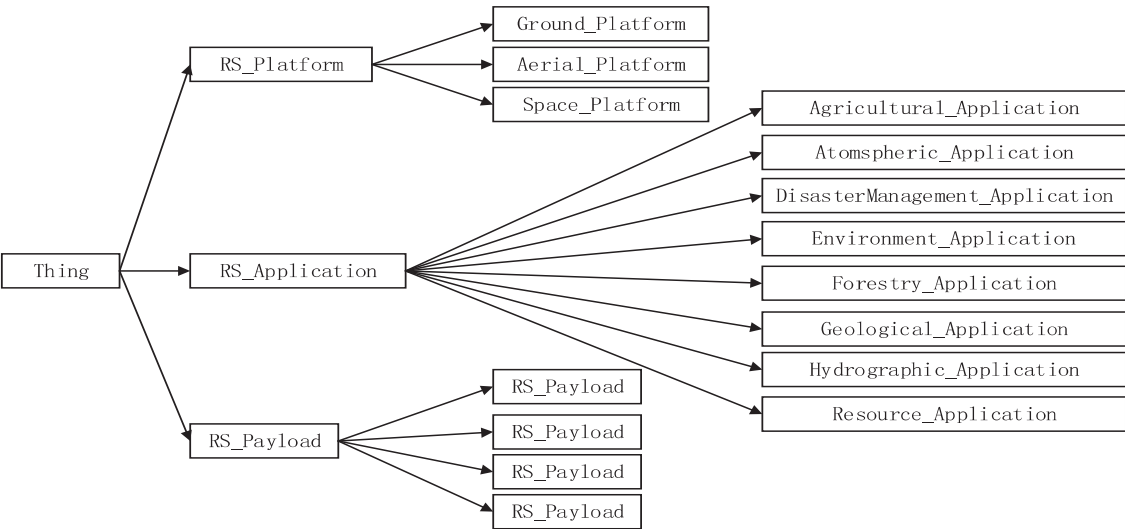 Ground_Platform
RS_Platform
Aerial_Platform
Space_Platform
Agricultural_Application
Atomspheric_Application
DisasterManagement_Application
Environment_Application
Thing
RS_Application
Forestry_Application
Geological_Application
Hydrographic_Application
Resource_Application
RS_Payload
RS_Payload
RS_Payload
RS_Payload
RS_Payload